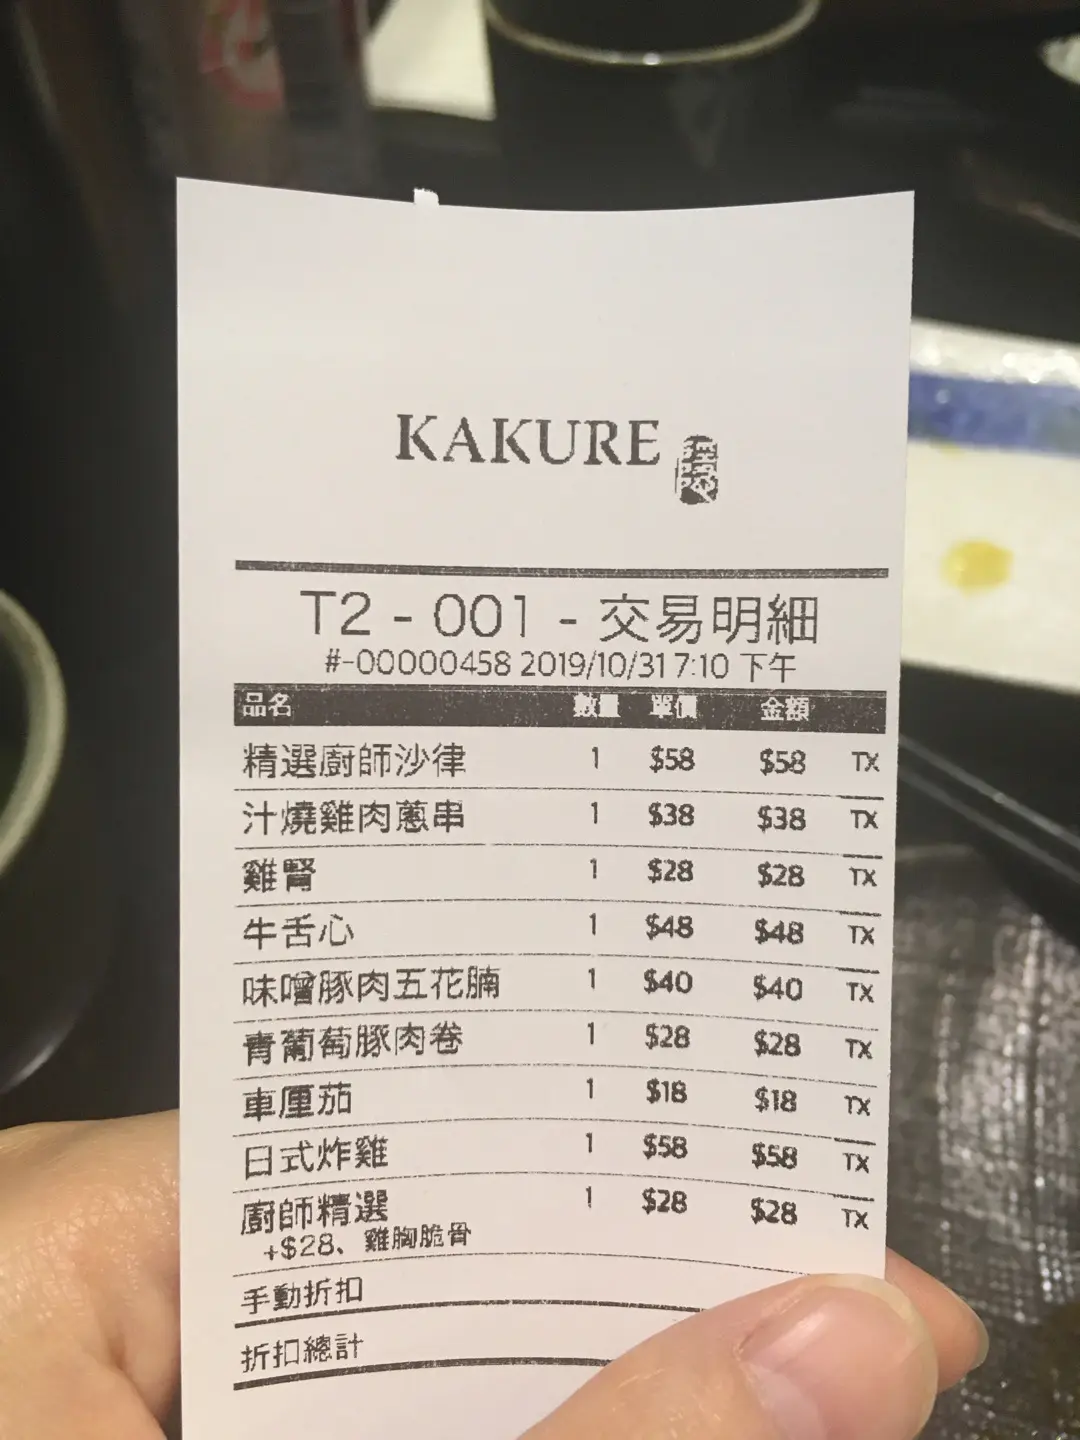 KAKURE
T2 - 001 - 交易明細
#-00000458 2019/10/31 7:10 下午
品名 數量 單價 金額
精選廚師沙律 1 $58 $58 TX
汁燒雞肉蔥串 1 $38 $38 TX
雞腎 1 $28 $28 TX
牛舌心 1 $48 $48 TX
味噌豚肉五花腩 1 $40 $40 TX
青葡萄豚肉卷 1 $28 $28 TX
車厘茄 1 $18 $18 TX
日式炸雞 1 $58 $58 TX
廚師精選 1 $28 $28 TX
+$28、雞胸脆骨
手動折扣
折扣總計